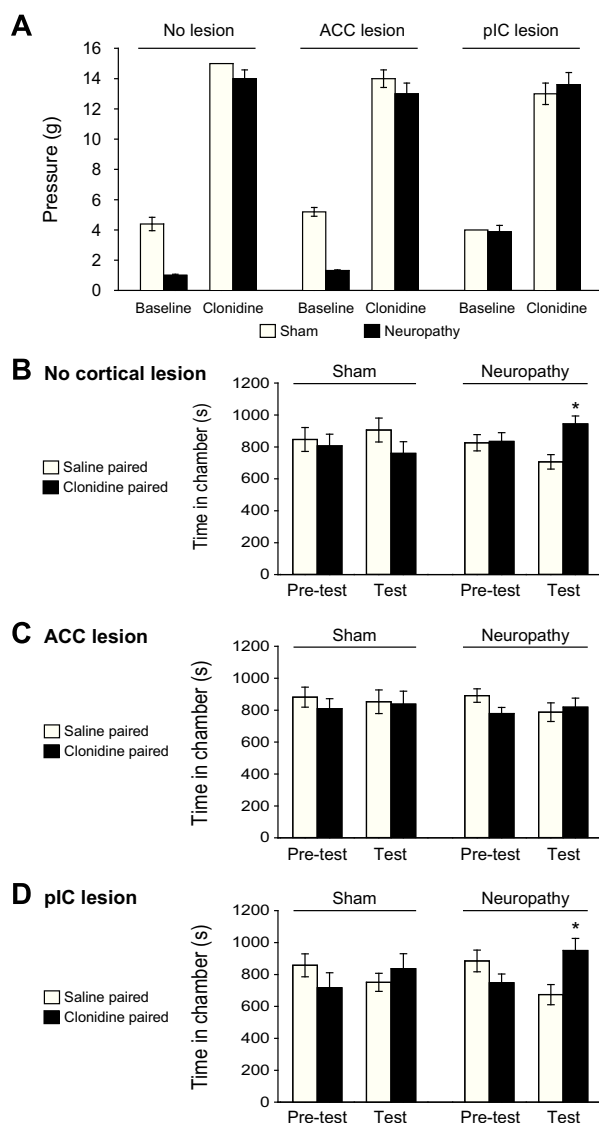 A
No lesion ACC lesion pIC lesion
16
14
12
10
8
6
4
2
0
Pressure (g)
Baseline Clonidine Baseline Clonidine Baseline Clonidine
Sham Neuropathy
B No cortical lesion
Sham Neuropathy
1200
1000
800
600
400
200
0
Time in chamber (s)
*
Saline paired
Clonidine paired
Pre-test Test Pre-test Test
C ACC lesion
Sham Neuropathy
1200
1000
800
600
400
200
0
Time in chamber (s)
Saline paired
Clonidine paired
Pre-test Test Pre-test Test
D pIC lesion
Sham Neuropathy
1200
1000
800
600
400
200
0
Time in chamber (s)
*
Saline paired
Clonidine paired
Pre-test Test Pre-test Test